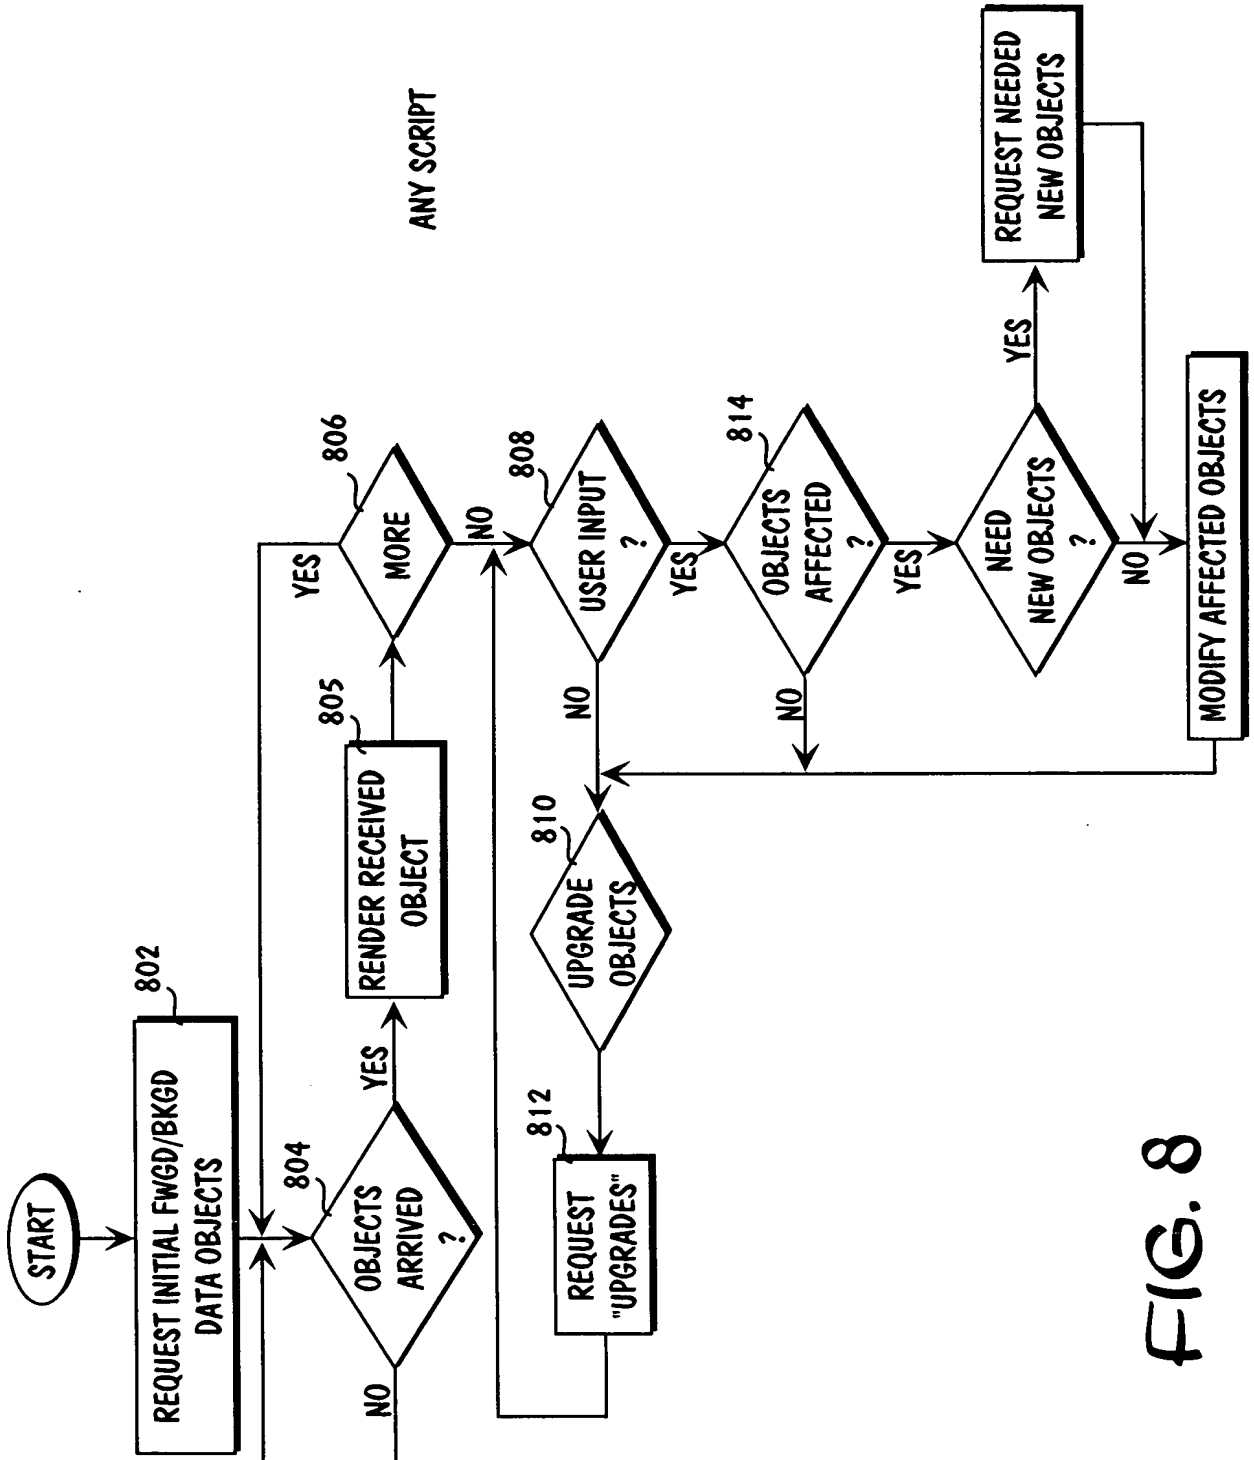 START
802
REQUEST INITIAL FWGD/BKGD
DATA OBJECTS
804
OBJECTS
ARRIVED
?
NO
YES
805
RENDER RECEIVED
OBJECT
806
MORE
YES
NO
808
USER INPUT
?
NO
YES
810
UPGRADE
OBJECTS
812
REQUEST
"UPGRADES"
814
OBJECTS
AFFECTED
?
NO
YES
NEED
NEW OBJECTS
?
YES
NO
REQUEST NEEDED
NEW OBJECTS
MODIFY AFFECTED OBJECTS
ANY SCRIPT
FIG. 8